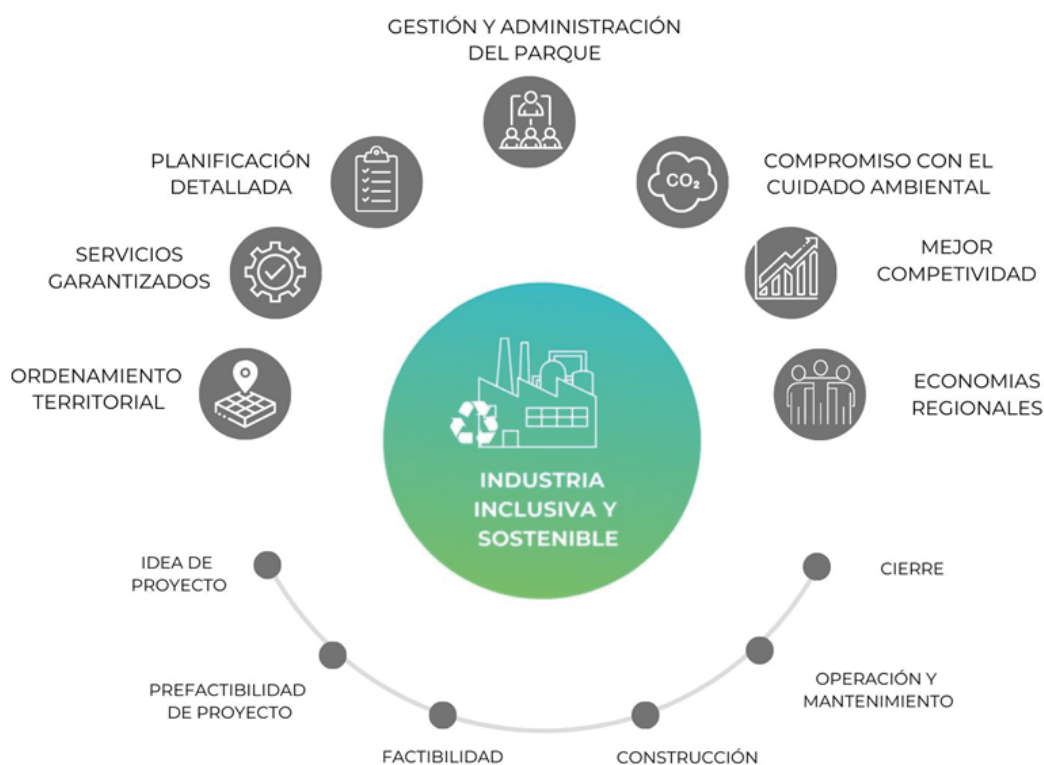 GESTIÓN Y ADMINISTRACIÓN
DEL PARQUE
PLANIFICACIÓN
DETALLADA
CO₂
COMPROMISO CON EL
CUIDADO AMBIENTAL
SERVICIOS
GARANTIZADOS
MEJOR
COMPETIVIDAD
ORDENAMIENTO
TERRITORIAL
ECONOMIAS
REGIONALES
INDUSTRIA
INCLUSIVA Y
SOSTENIBLE
IDEA DE
PROYECTO
PREFACTIBILIDAD
DE PROYECTO
FACTIBILIDAD
CONSTRUCCIÓN
OPERACIÓN Y
MANTENIMIENTO
CIERRE